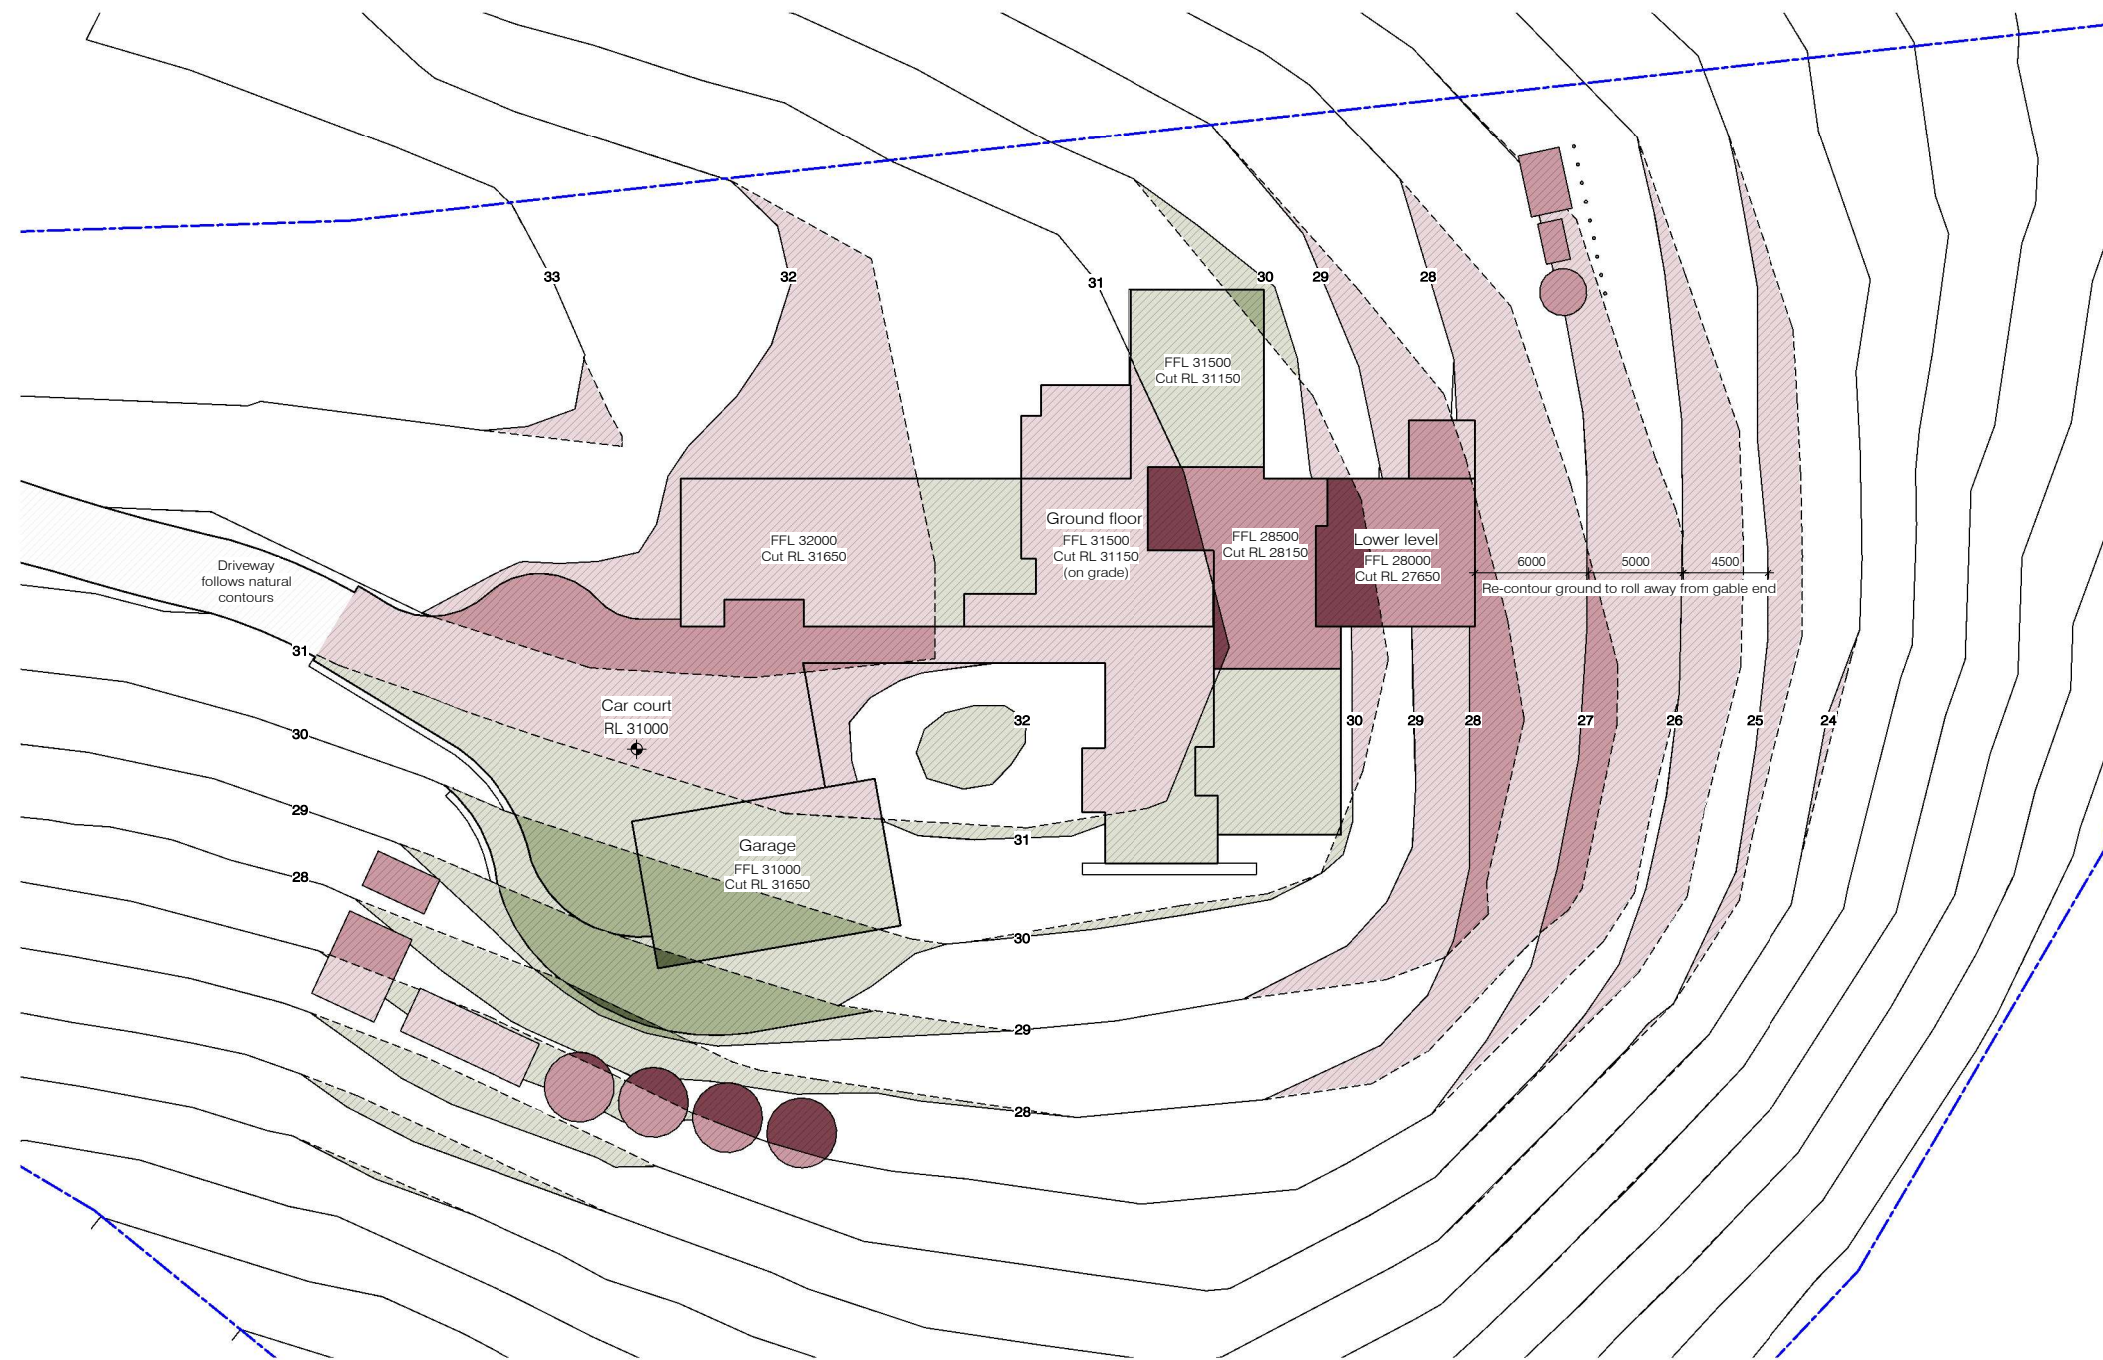 33
32
31
30
29
28
FFL 31500
Cut RL 31150
Ground floor
FFL 31500
Cut RL 31150
(on grade)
FFL 32000
Cut RL 31650
FFL 28500
Cut RL 28150
Lower level
FFL 28000
Cut RL 27650
6000
5000
4500
Re-contour ground to roll away from gable end
Driveway
follows natural
contours
31
Car court
RL 31000
32
30
29
28
27
26
25
24
30
29
28
Garage
FFL 31000
Cut RL 31650
31
30
29
28